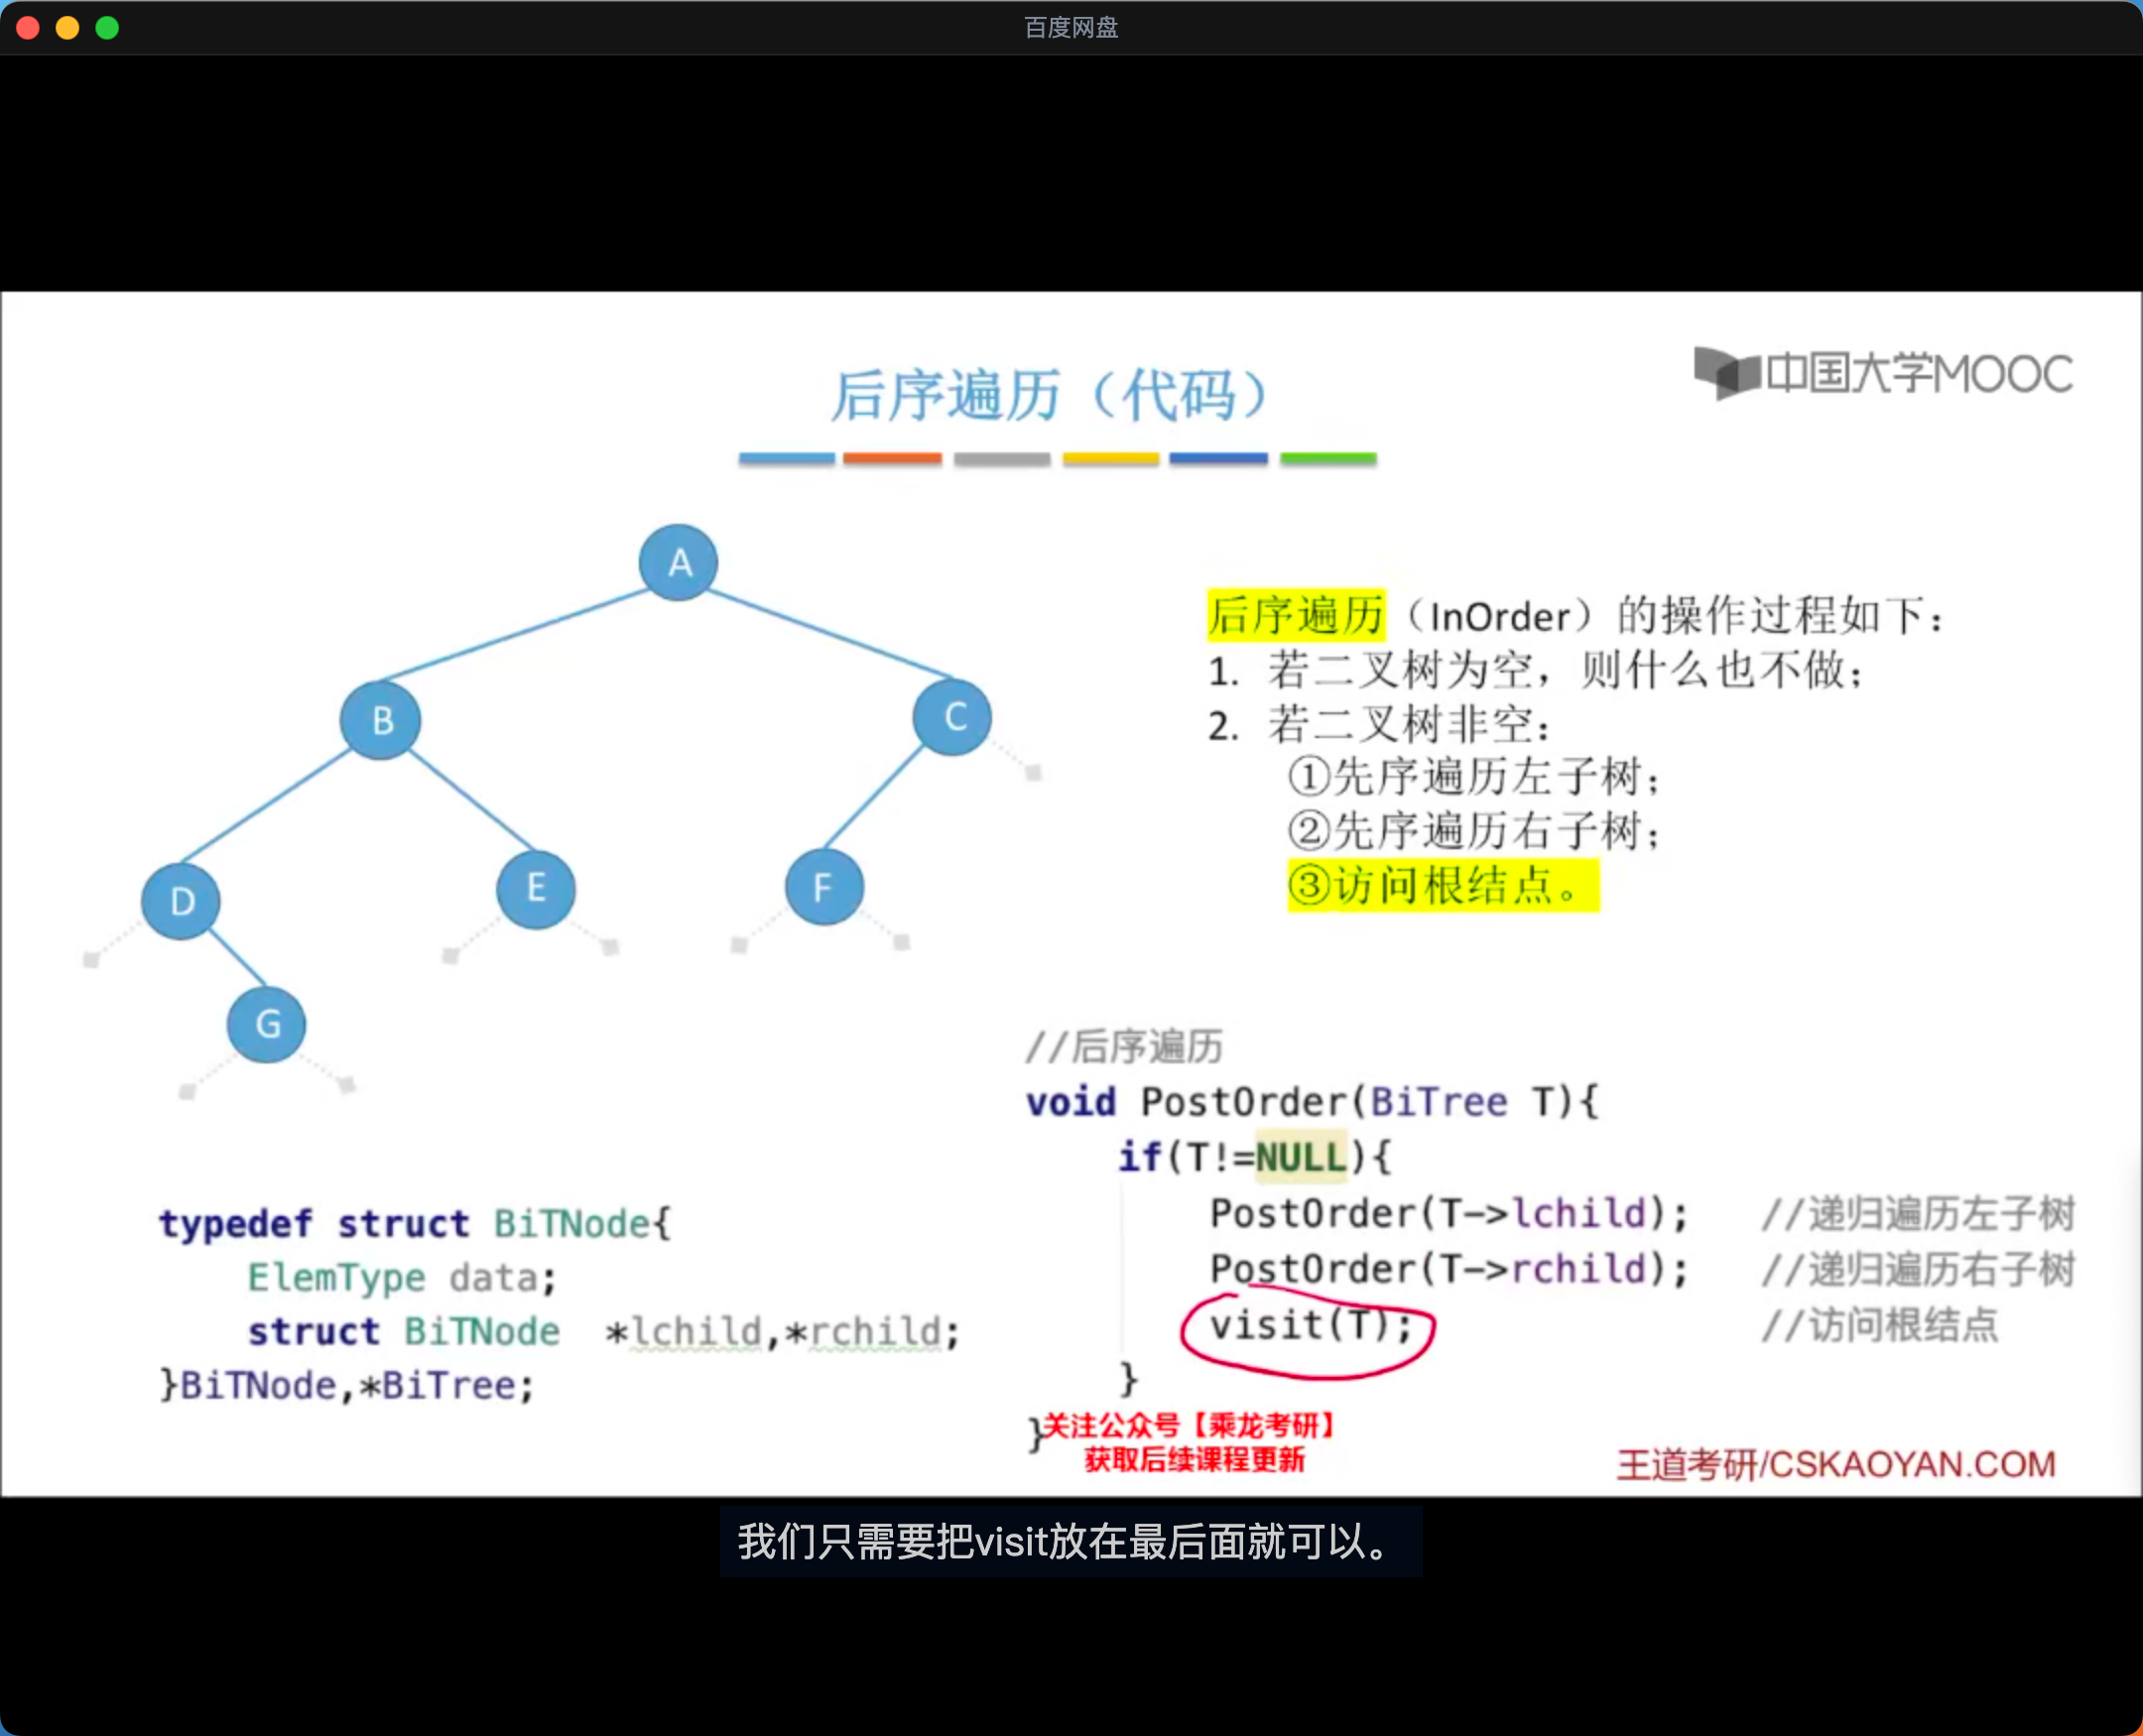 百度网盘
后序遍历（代码）
中国大学MOOC
A
B
C
D
E
F
G
后序遍历（InOrder）的操作过程如下：
1. 若二叉树为空，则什么也不做；
2. 若二叉树非空：
①先序遍历左子树；
②先序遍历右子树；
③访问根结点。
typedef struct BiTNode{
ElemType data;
struct BiTNode *lchild,*rchild;
}BiTNode,*BiTree;
//后序遍历
void PostOrder(BiTree T){
if(T!=NULL){
PostOrder(T->lchild); //递归遍历左子树
PostOrder(T->rchild); //递归遍历右子树
visit(T); //访问根结点
}
}
关注公众号【乘龙考研】
获取后续课程更新
王道考研/CSKAOYAN.COM
我们只需要把visit放在最后面就可以。